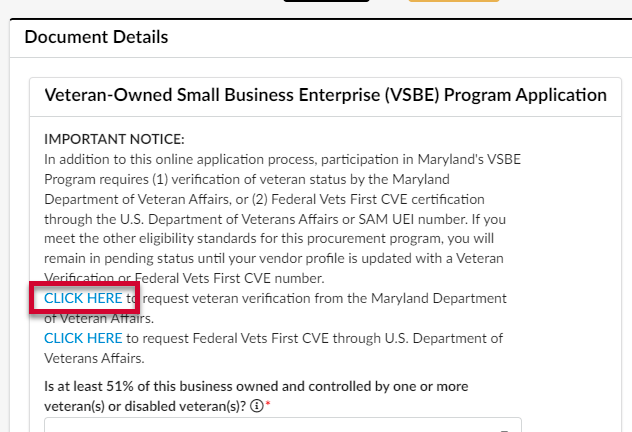 Document Details
Veteran-Owned Small Business Enterprise (VSBE) Program Application
IMPORTANT NOTICE:
In addition to this online application process, participation in Maryland's VSBE
Program requires (1) verification of veteran status by the Maryland
Department of Veteran Affairs, or (2) Federal Vets First CVE certification
through the U.S. Department of Veterans Affairs or SAM UEI number. If you
meet the other eligibility standards for this procurement program, you will
remain in pending status until your vendor profile is updated with a Veteran
Verification or Federal Vets First CVE number.
CLICK HERE to request veteran verification from the Maryland Department
of Veteran Affairs.
CLICK HERE to request Federal Vets First CVE through U.S. Department of
Veterans Affairs.
Is at least 51% of this business owned and controlled by one or more
veteran(s) or disabled veteran(s)? ⓘ*